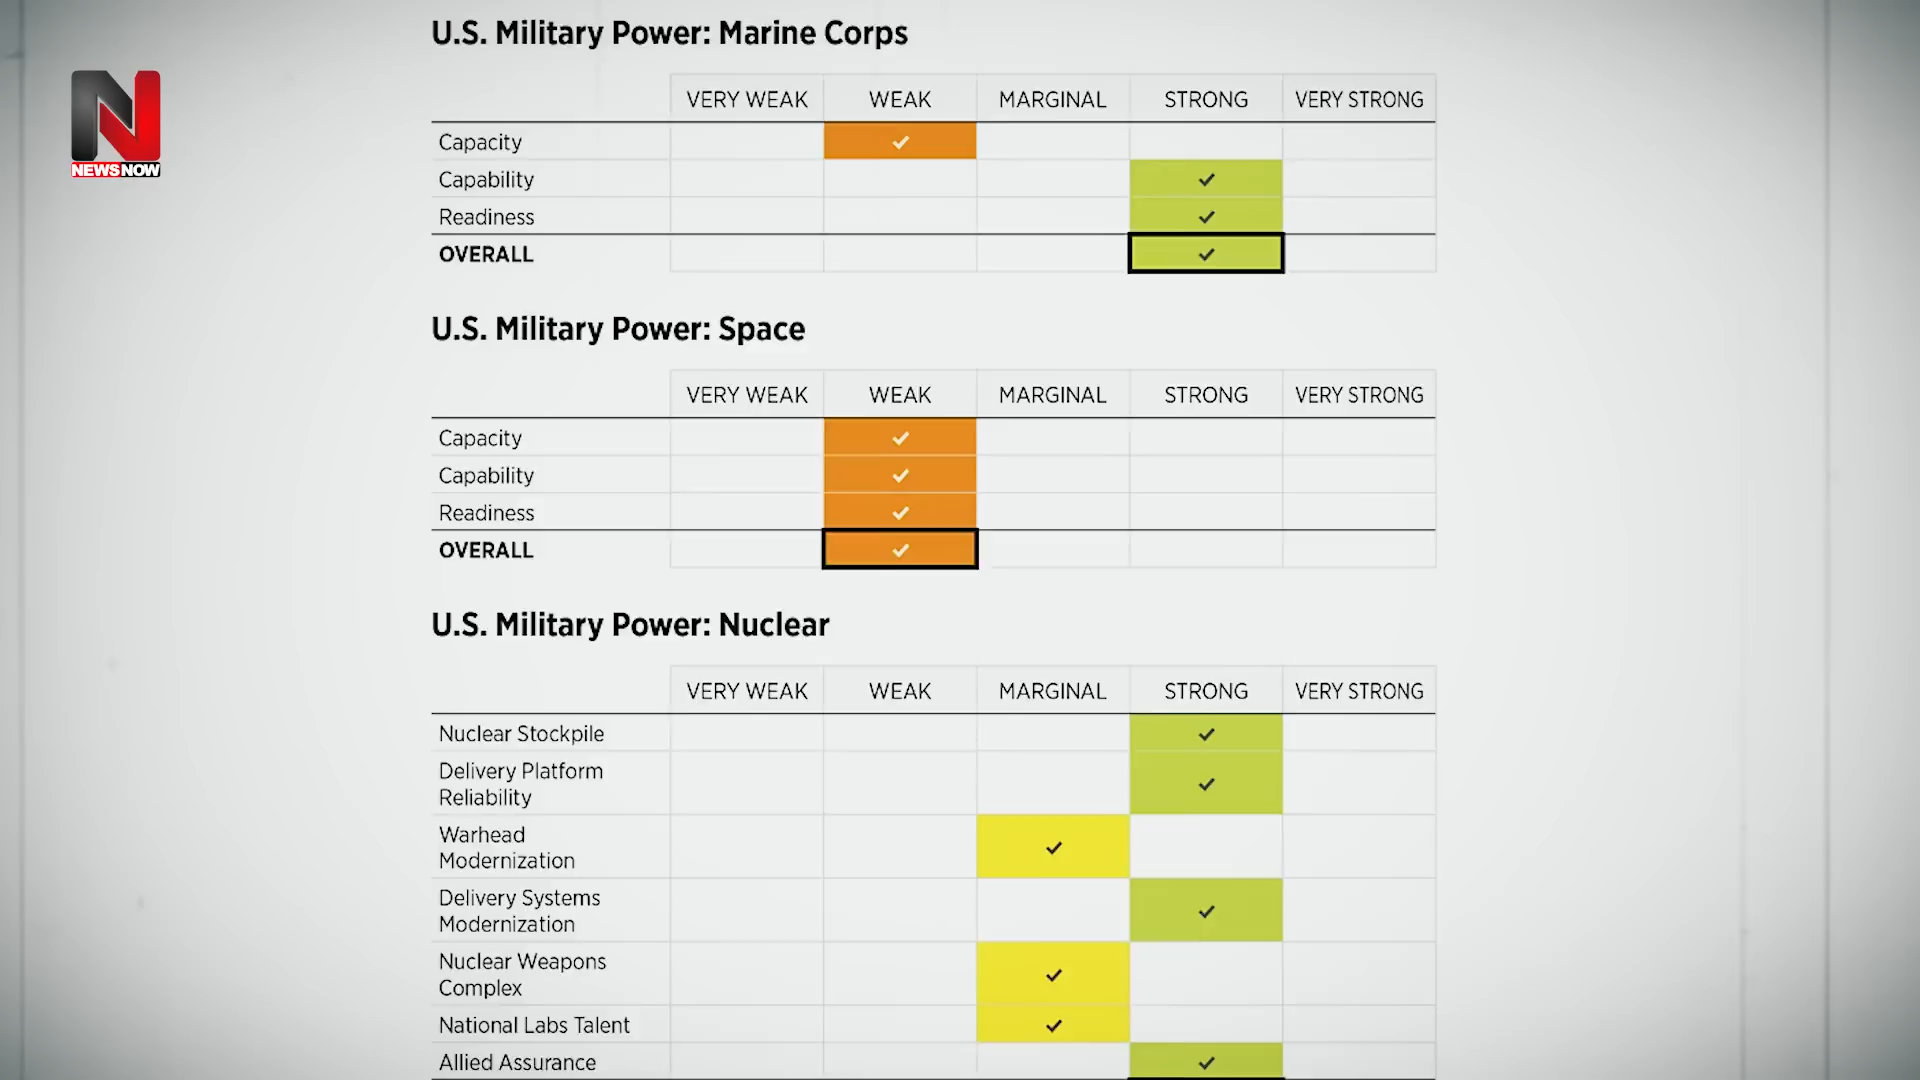 U.S. Military Power: Marine Corps
NEWSNOW
VERY WEAK WEAK MARGINAL STRONG VERY STRONG
Capacity
Capability
Readiness
OVERALL
U.S. Military Power: Space
VERY WEAK WEAK MARGINAL STRONG VERY STRONG
Capacity
Capability
Readiness
OVERALL
U.S. Military Power: Nuclear
VERY WEAK WEAK MARGINAL STRONG VERY STRONG
Nuclear Stockpile
Delivery Platform
Reliability
Warhead
Modernization
Delivery Systems
Modernization
Nuclear Weapons
Complex
National Labs Talent
Allied Assurance